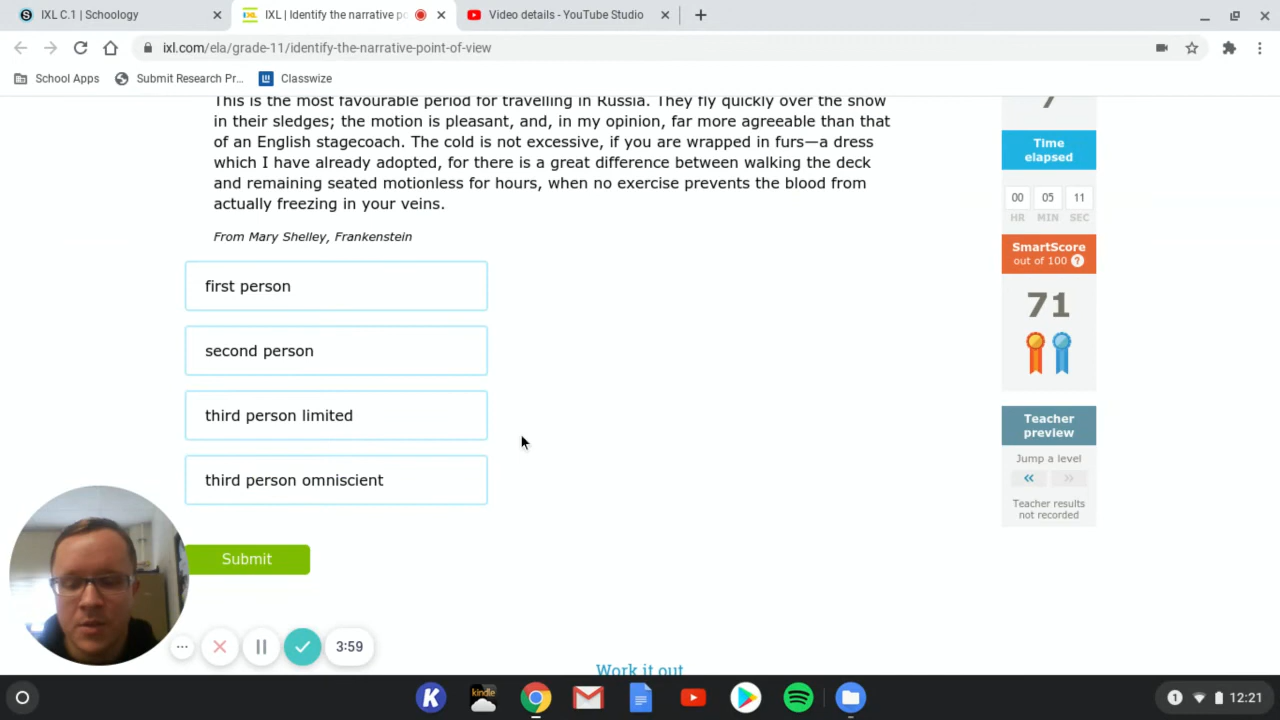 IXL C.1 | Schoology
IXL | Identify the narrative po
Video details - YouTube Studio
ixl.com/ela/grade-11/identify-the-narrative-point-of-view
School Apps
Submit Research Pr...
Classwize
This is the most favourable period for travelling in Russia. They fly quickly over the snow
in their sledges; the motion is pleasant, and, in my opinion, far more agreeable than that
of an English stagecoach. The cold is not excessive, if you are wrapped in furs—a dress
which I have already adopted, for there is a great difference between walking the deck
and remaining seated motionless for hours, when no exercise prevents the blood from
actually freezing in your veins.
From Mary Shelley, Frankenstein
first person
second person
third person limited
third person omniscient
Submit
Work it out
7
Time
elapsed
00 05 11
HR MIN SEC
SmartScore
out of 100 ?
71
Teacher
preview
Jump a level
Teacher results
not recorded
3:59
K
kindle
1
12:21